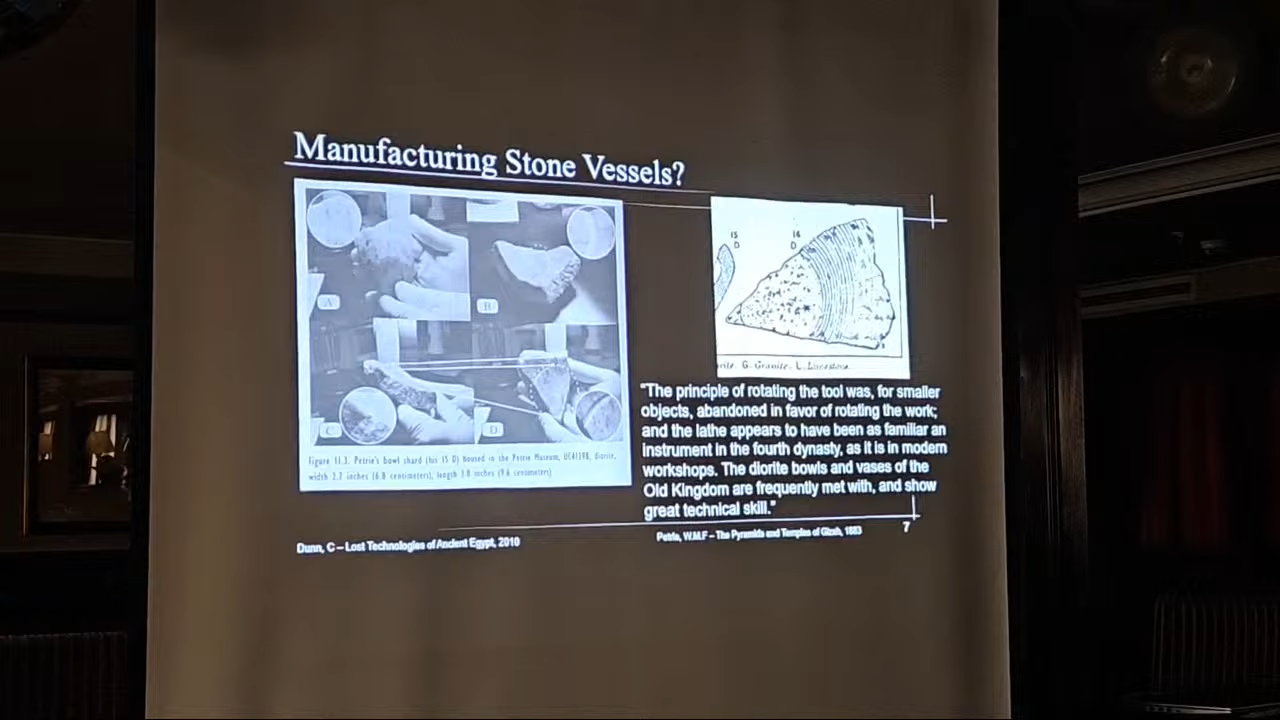 Manufacturing Stone Vessels?
A
B
C
D
Figure 11.3. Petrie's bowl shard (his 15 D) housed in the Petrie Museum, UC41198, diorite,
width 2.7 inches (6.8 centimeters), length 3.8 inches (9.6 centimeters)
15
D
16
D
G. Granite. L. Limestone.
"The principle of rotating the tool was, for smaller
objects, abandoned in favor of rotating the work;
and the lathe appears to have been as familiar an
instrument in the fourth dynasty, as it is in modern
workshops. The diorite bowls and vases of the
Old Kingdom are frequently met with, and show
great technical skill."
Dunn, C – Lost Technologies of Ancient Egypt, 2010
Petrie, W.M.F – The Pyramids and Temples of Gizeh, 1883
7